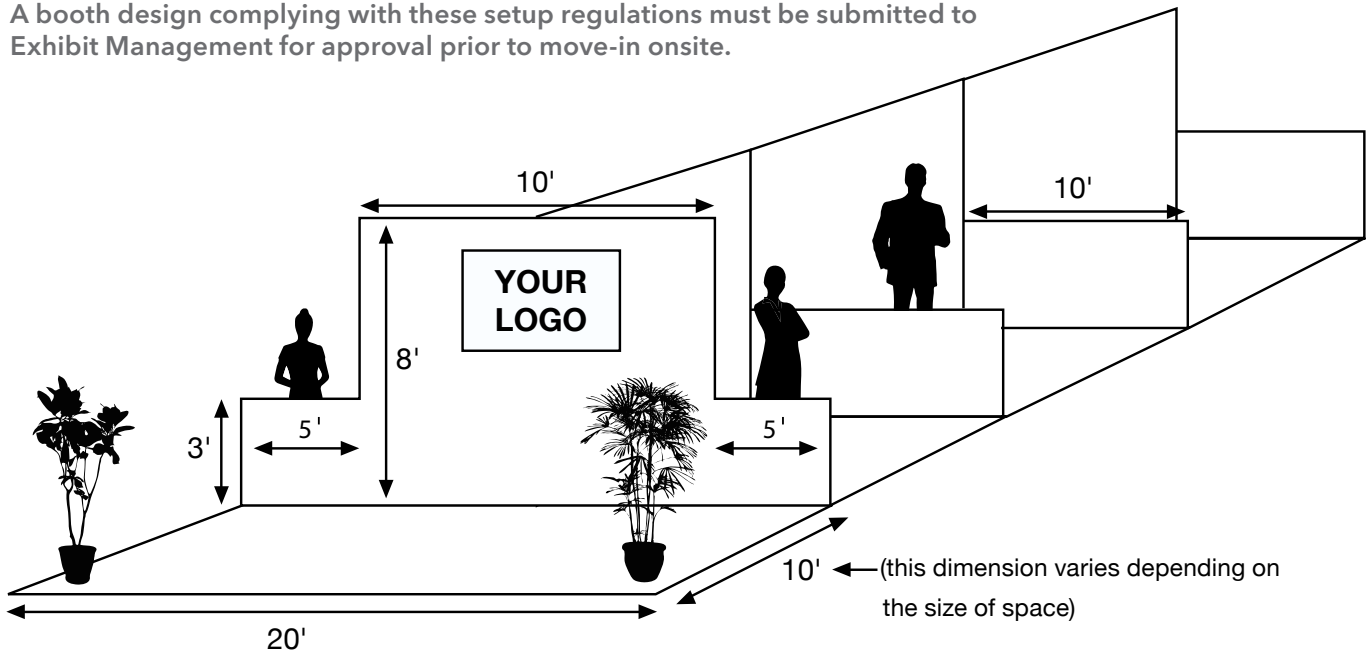 A booth design complying with these setup regulations must be submitted to
Exhibit Management for approval prior to move-in onsite.
10'
10'
YOUR
LOGO
8'
3'
5'
5'
10'
(this dimension varies depending on
the size of space)
20'